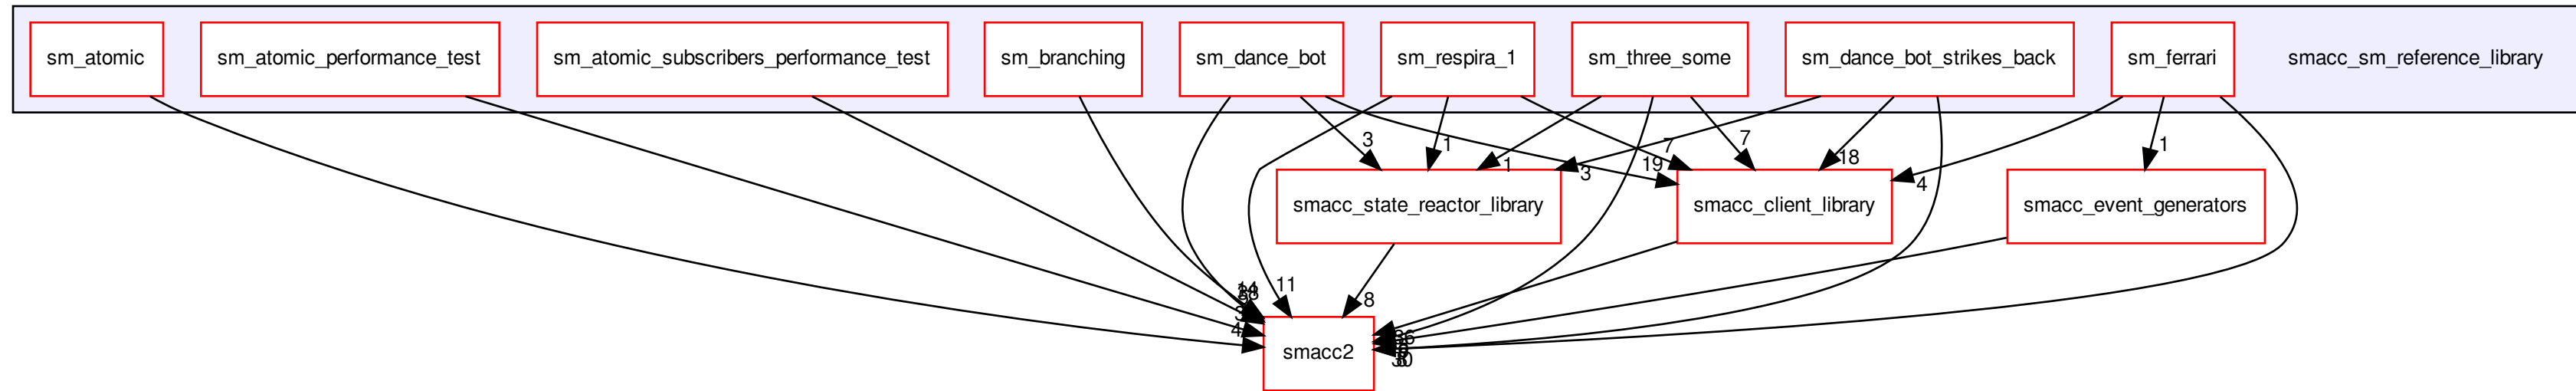 sm_atomic
sm_atomic_performance_test
sm_atomic_subscribers_performance_test
sm_branching
sm_dance_bot
sm_respira_1
sm_three_some
sm_dance_bot_strikes_back
sm_ferrari
smacc_sm_reference_library
3
1
7
7
18
1
19
1
3
4
smacc_state_reactor_library
smacc_client_library
smacc_event_generators
11
8
4
smacc2